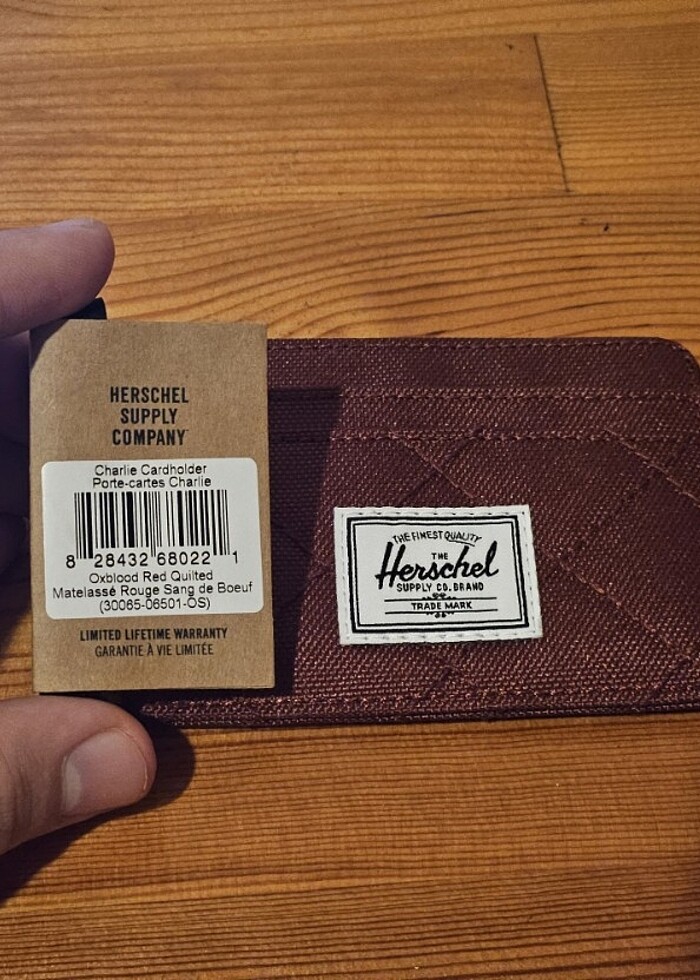 HERSCHEL
SUPPLY
COMPANY
Charlie Cardholder
Porte-cartes Charlie
8 28432 68022 1
Oxblood Red Quilted
Matelassé Rouge Sang de Boeuf
(30065-06501-OS)
LIMITED LIFETIME WARRANTY
GARANTIE À VIE LIMITÉE
THE FINEST QUALITY
THE
Herschel
SUPPLY CO. BRAND
TRADE MARK